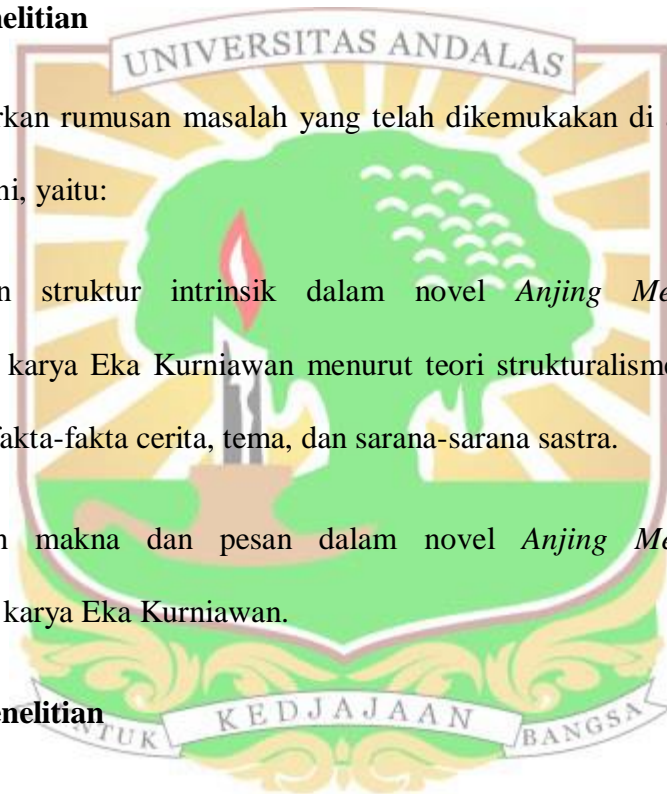 nelitian
UNIVERSITAS ANDALAS
rkan rumusan masalah yang telah dikemukakan di
ni, yaitu:
n struktur intrinsik dalam novel Anjing Me
karya Eka Kurniawan menurut teori strukturalisme
fakta-fakta cerita, tema, dan sarana-sarana sastra.
n makna dan pesan dalam novel Anjing Me
karya Eka Kurniawan.
enelitian
UNTUK KEDJAJAAN BANGSA